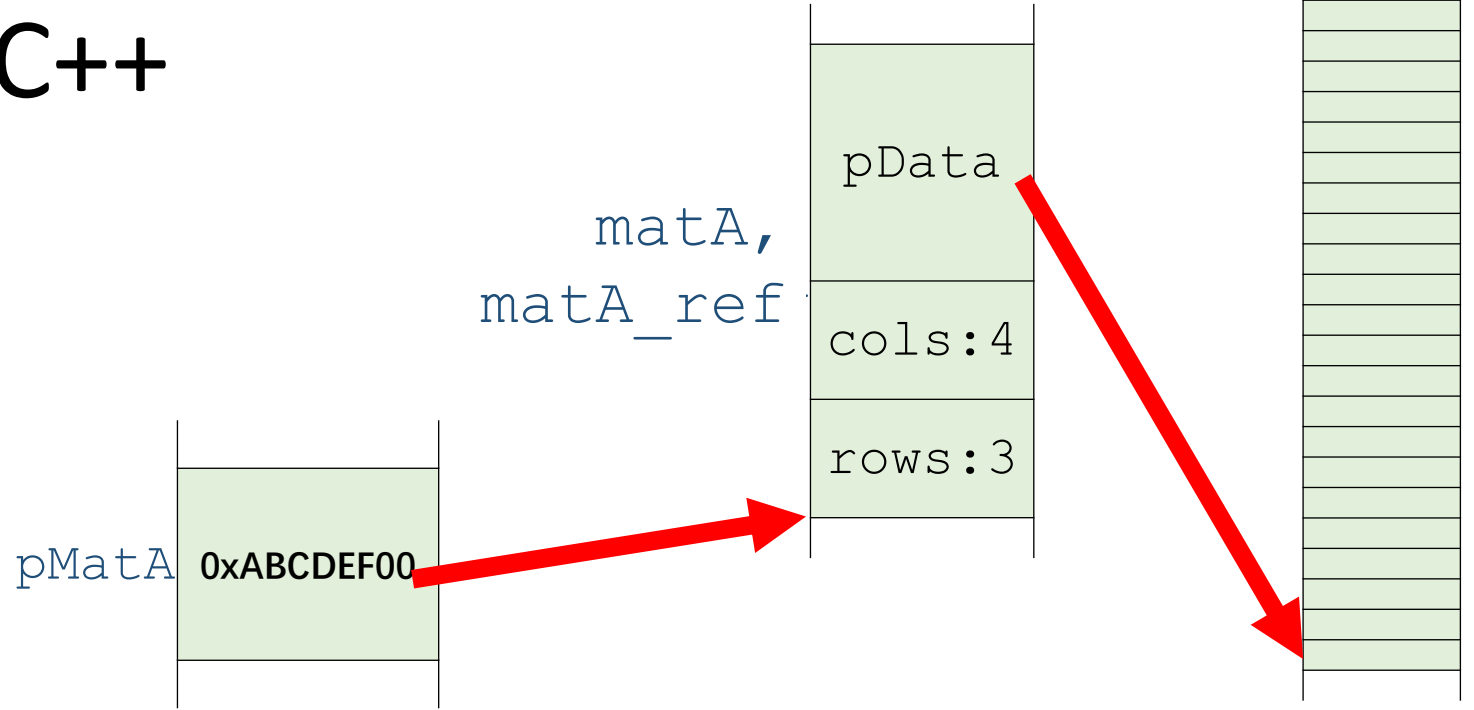 C++
pData
matA,
matA_ref
cols:4
rows:3
pMatA
0xABCDEF00